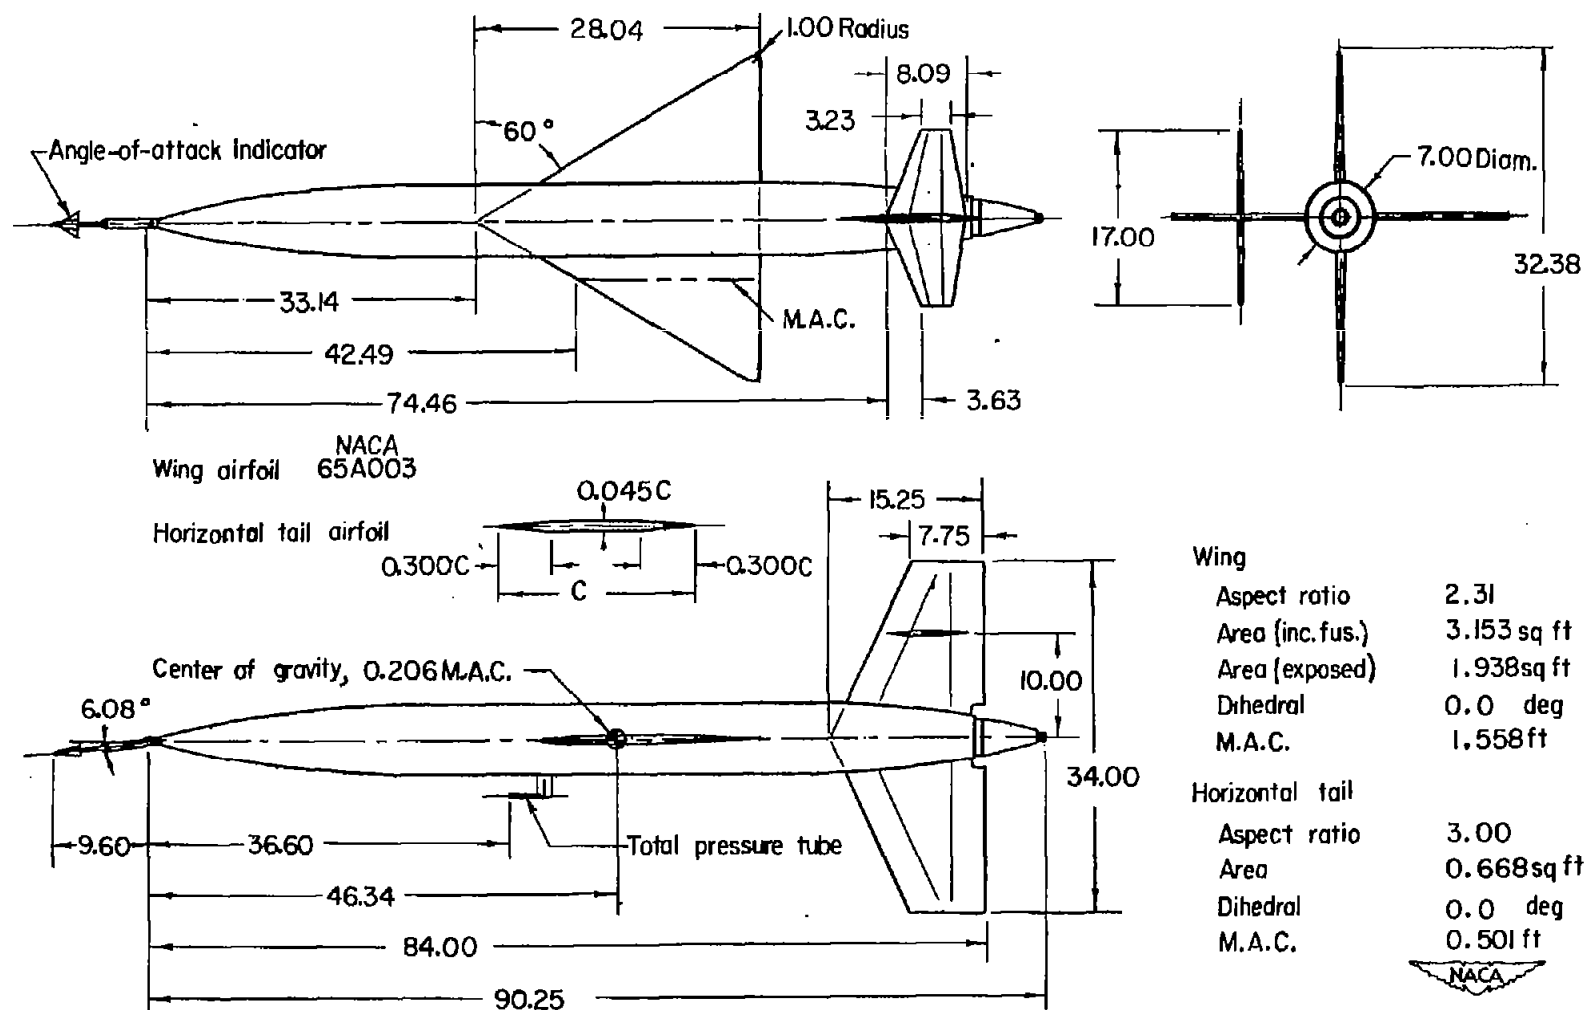 28.04
1.00 Radius
8.09
3.23
60°
Angle-of-attack indicator
7.00 Diam.
17.00
32.38
33.14
M.A.C.
42.49
74.46
3.63
NACA
Wing airfoil 65A003
0.045C
15.25
Horizontal tail airfoil
7.75
0.300C
0.300C
C
Wing
Aspect ratio 2.31
Area (inc. fus.) 3.153 sq ft
Area (exposed) 1.938 sq ft
Dihedral 0.0 deg
M.A.C. 1.558 ft
Center of gravity, 0.206 M.A.C.
10.00
6.08°
34.00
Horizontal tail
Aspect ratio 3.00
Area 0.668 sq ft
Dihedral 0.0 deg
M.A.C. 0.501 ft
9.60
36.60
Total pressure tube
46.34
84.00
90.25
NACA